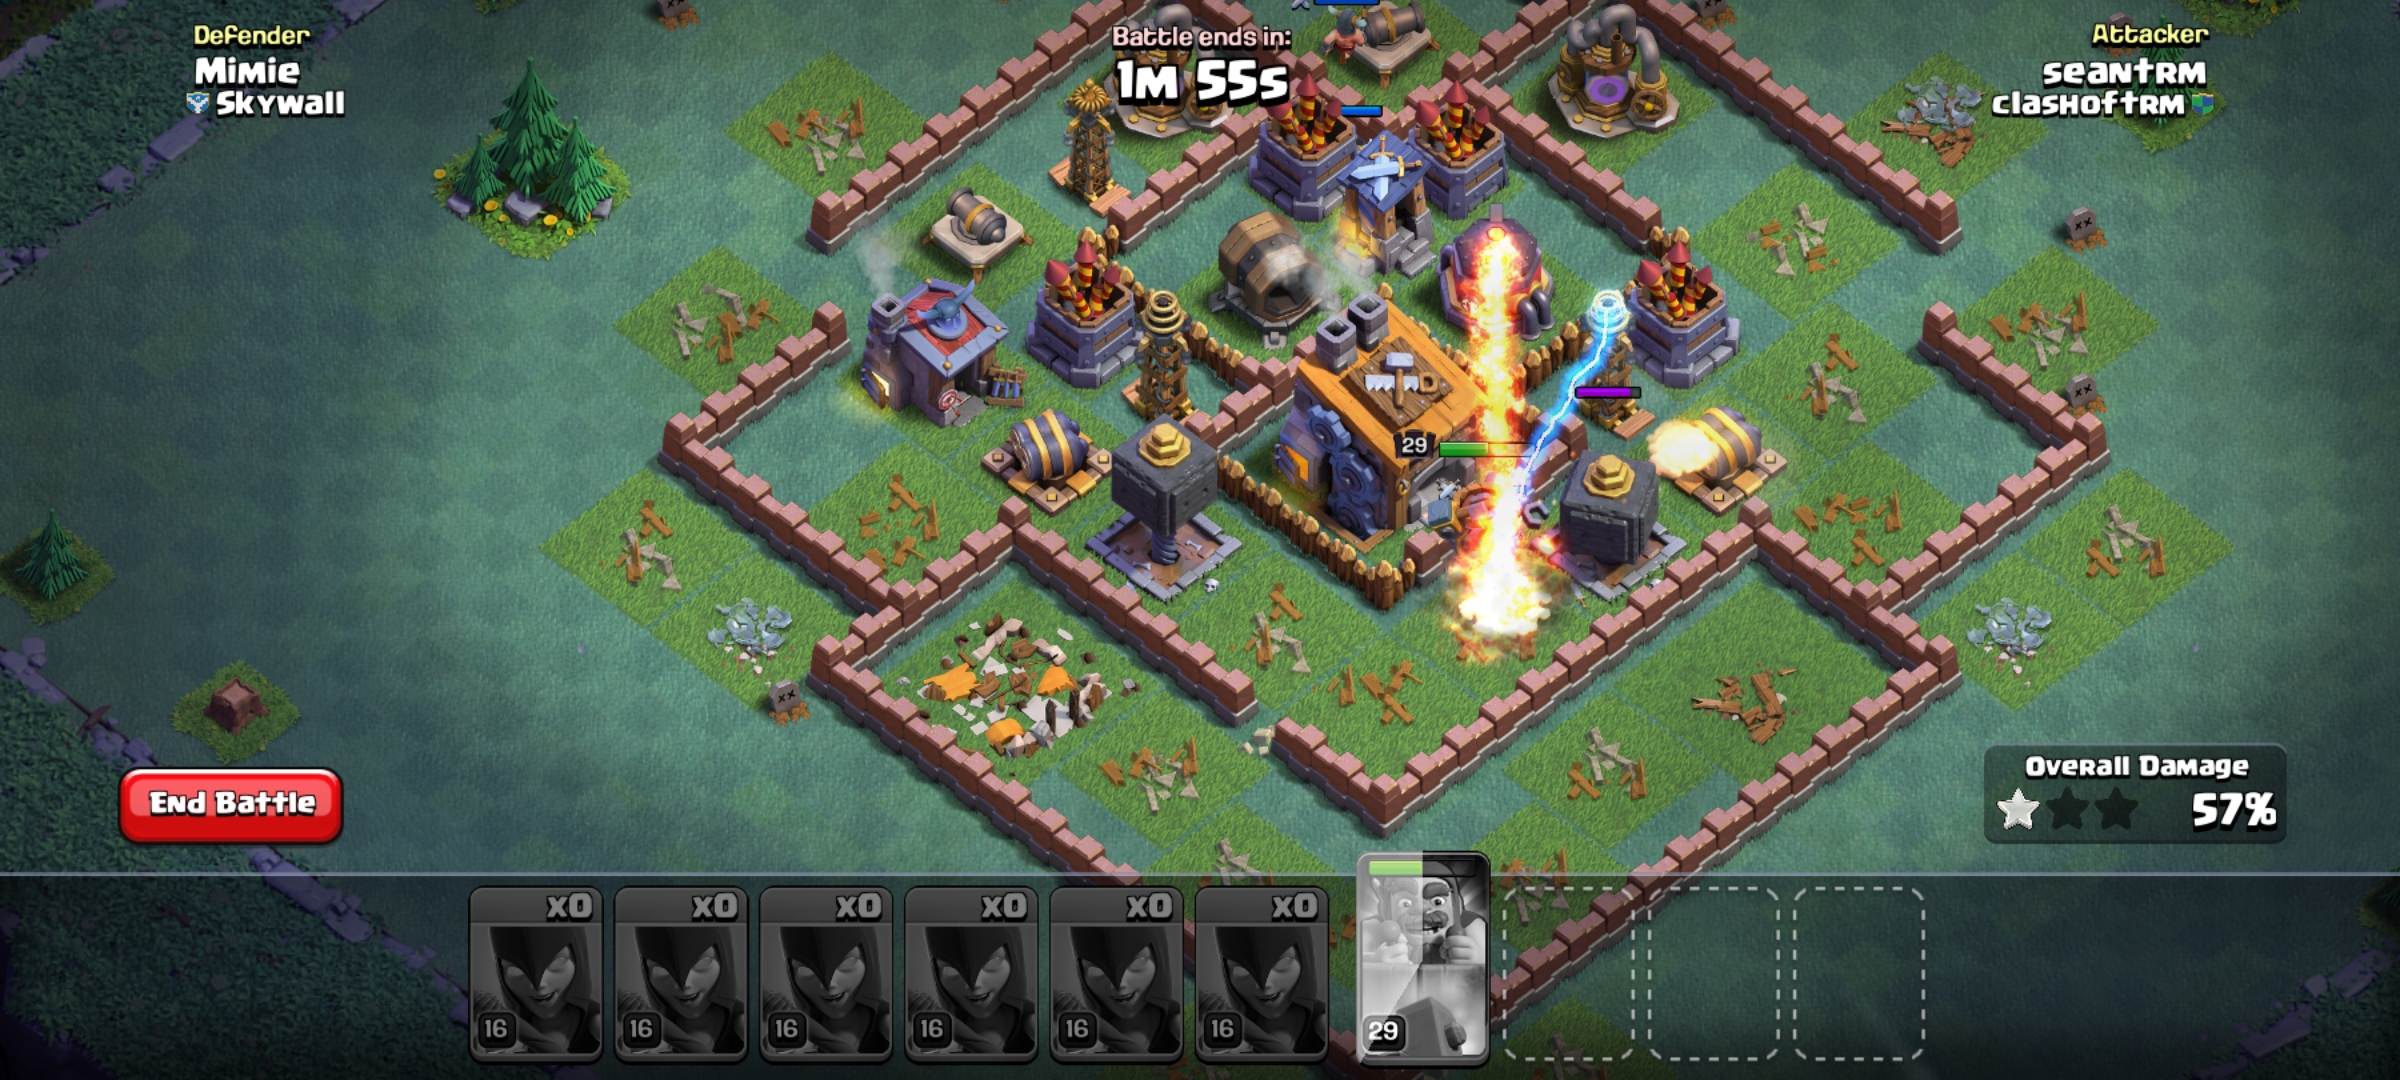 Defender
Mimie
Skywall
Battle ends in:
1M 55s
Attacker
seantrm
clashoftrm
29
End Battle
Overall Damage
57%
x0
x0
x0
x0
x0
x0
16
16
16
16
16
16
29